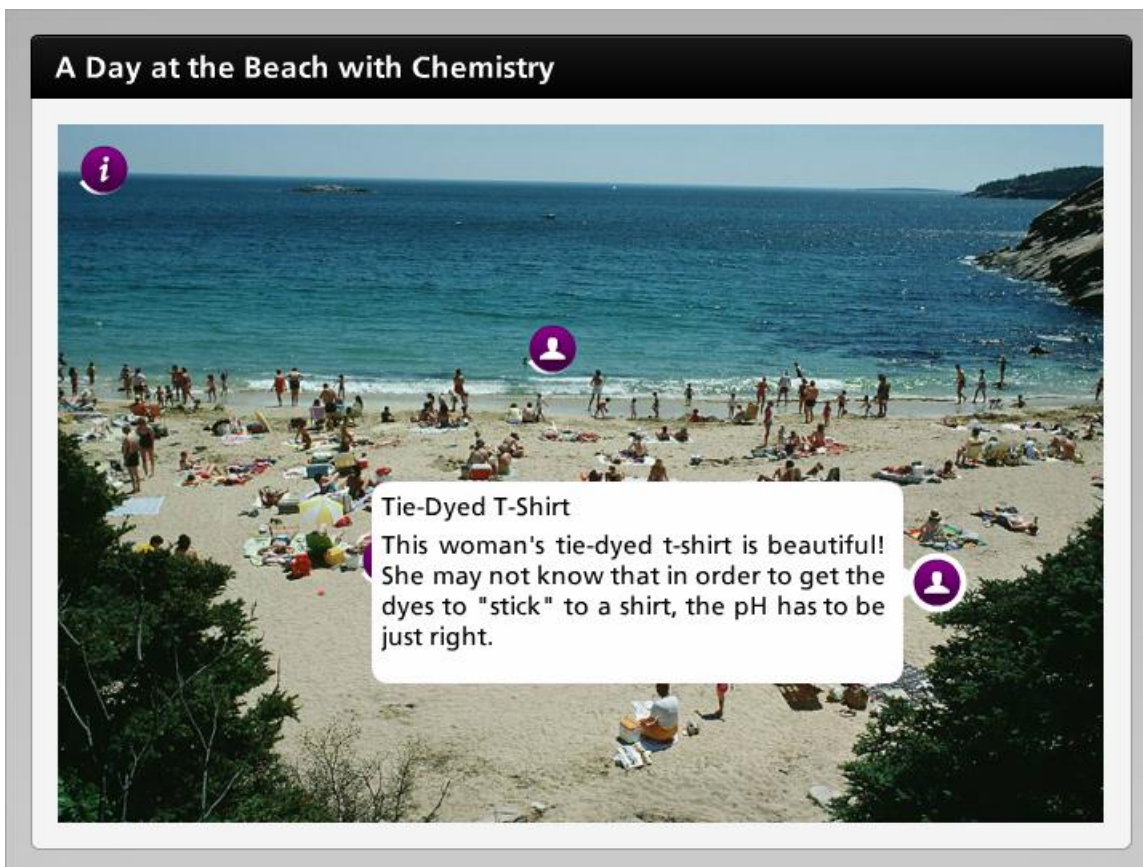 A Day at the Beach with Chemistry
i
Tie-Dyed T-Shirt
This woman's tie-dyed t-shirt is beautiful!
She may not know that in order to get the
dyes to "stick" to a shirt, the pH has to be
just right.